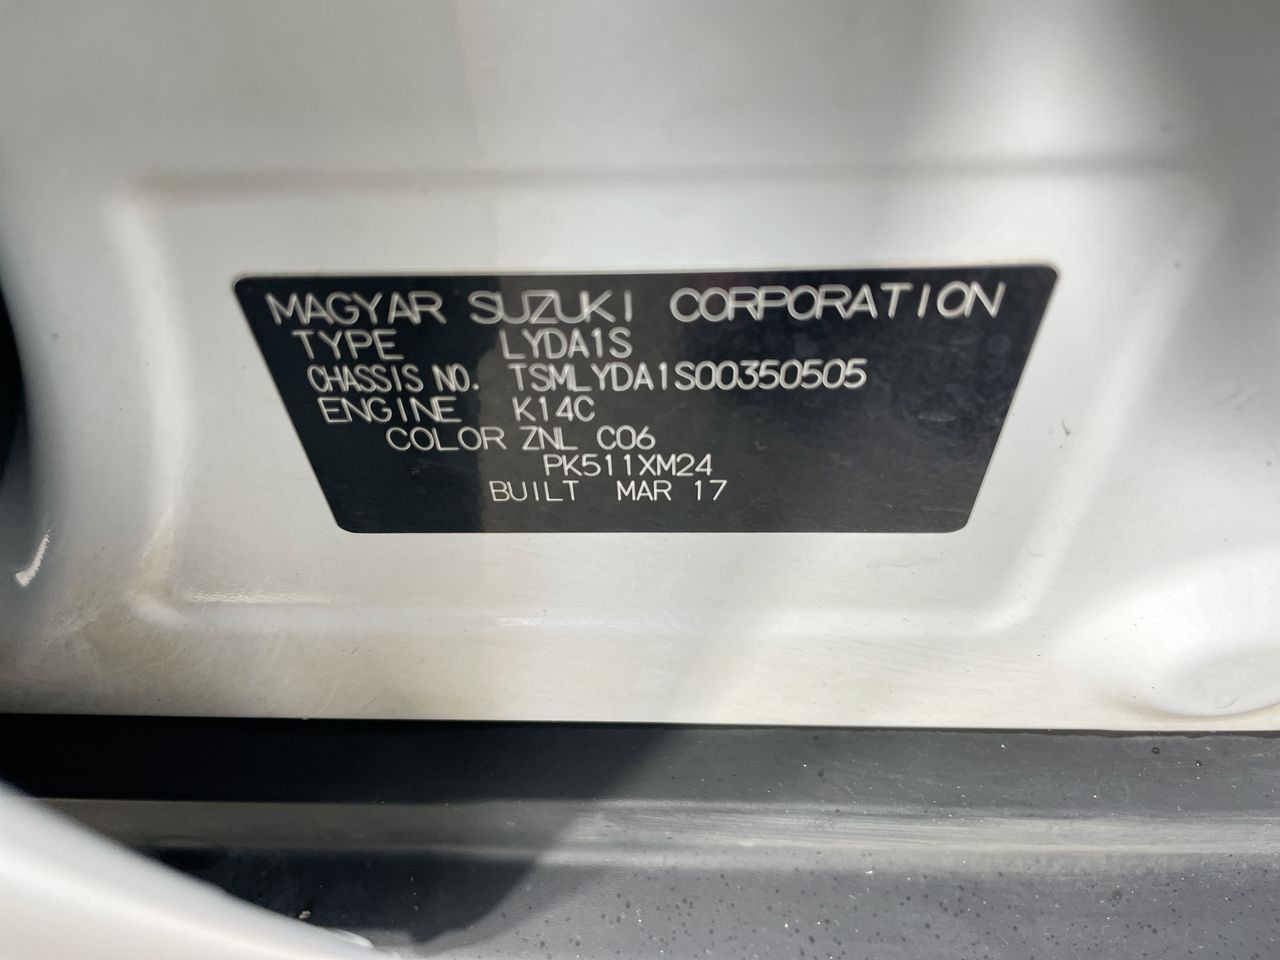 MAGYAR SUZUKI CORPORATION
TYPE LYDA1S
CHASSIS NO. TSMLYDA1S00350505
ENGINE K14C
COLOR ZNL C06
PK511XM24
BUILT MAR 17